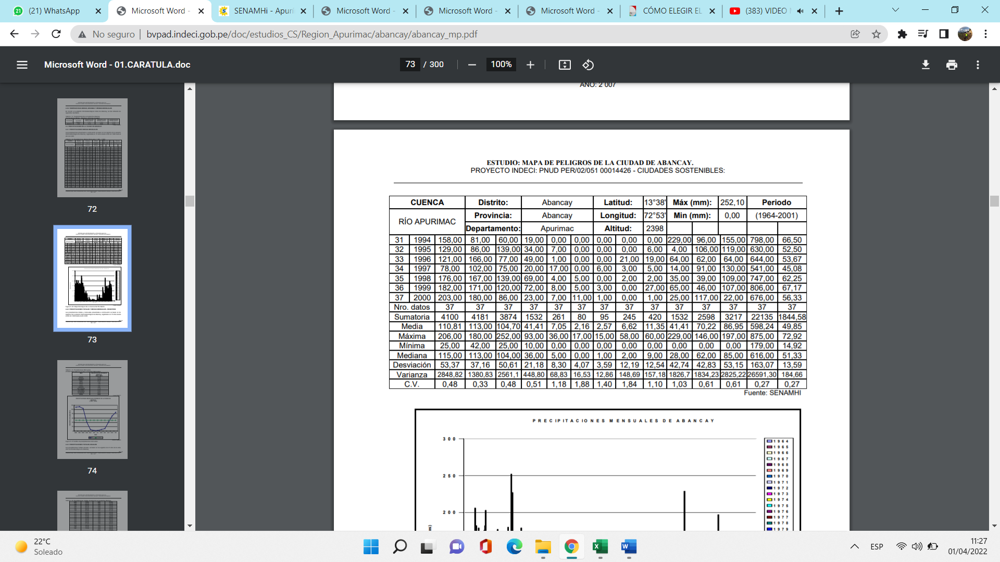 (21) WhatsApp
Microsoft Word -
SENAMHi - Apurí
Microsoft Word -
Microsoft Word -
Microsoft Word -
CÓMO ELEGIR EL
(383) VIDEO
No seguro | bvpad.indeci.gob.pe/doc/estudios_CS/Region_Apurimac/abancay/abancay_mp.pdf
Microsoft Word - 01.CARATULA.doc
73 / 300
100%
72
73
74
AÑO: 2 007
ESTUDIO: MAPA DE PELIGROS DE LA CIUDAD DE ABANCAY.
PROYECTO INDECI: PNUD PER/02/051 00014426 - CIUDADES SOSTENIBLES:
CUENCA Distrito: Abancay Latitud: 13°38' Máx (mm): 252,10 Periodo
RÍO APURIMAC Provincia: Abancay Longitud: 72°53' Min (mm): 0,00 (1964-2001)
Departamento: Apurimac Altitud: 2398
31 1994 158,00 81,00 60,00 19,00 0,00 0,00 0,00 0,00 0,00 229,00 96,00 155,00 798,00 66,50
32 1995 129,00 86,00 139,00 34,00 7,00 0,00 0,00 0,00 6,00 4,00 106,00 119,00 630,00 52,50
33 1996 121,00 166,00 77,00 49,00 1,00 0,00 0,00 21,00 19,00 64,00 62,00 64,00 644,00 53,67
34 1997 78,00 102,00 75,00 20,00 17,00 0,00 6,00 3,00 5,00 14,00 91,00 130,00 541,00 45,08
35 1998 176,00 167,00 139,00 69,00 4,00 5,00 0,00 2,00 2,00 35,00 39,00 109,00 747,00 62,25
36 1999 182,00 171,00 120,00 72,00 8,00 5,00 3,00 0,00 27,00 65,00 46,00 107,00 806,00 67,17
37 2000 203,00 180,00 86,00 23,00 7,00 11,00 1,00 0,00 1,00 25,00 117,00 22,00 676,00 56,33
Nro. datos 37 37 37 37 37 37 37 37 37 37 37 37 37 37
Sumatoria 4100 4181 3874 1532 261 80 95 245 420 1532 2598 3217 22135 1844,58
Media 110,81 113,00 104,70 41,41 7,05 2,16 2,57 6,62 11,35 41,41 70,22 86,95 598,24 49,85
Máxima 206,00 180,00 252,00 93,00 36,00 17,00 15,00 58,00 60,00 229,00 146,00 197,00 875,00 72,92
Mínima 25,00 42,00 25,00 10,00 0,00 0,00 0,00 0,00 0,00 0,00 0,00 0,00 179,00 14,92
Mediana 115,00 113,00 104,00 36,00 5,00 0,00 1,00 2,00 9,00 28,00 62,00 85,00 616,00 51,33
Desviación 53,37 37,16 50,61 21,18 8,30 4,07 3,59 12,19 12,54 42,74 42,83 53,15 163,07 13,59
Varianza 2848,82 1380,83 2561,1 448,80 68,83 16,53 12,86 148,69 157,18 1826,7 1834,23 2825,22 26591,30 184,66
C.V. 0,48 0,33 0,48 0,51 1,18 1,88 1,40 1,84 1,10 1,03 0,61 0,61 0,27 0,27
Fuente: SENAMHI
PRECIPITACIONES MENSUALES DE ABANCAY
300
250
200
1964
1965
1966
1967
1968
1969
1970
1971
1972
1973
1974
1975
1976
1977
1978
1979
22°C
Soleado
ESP
11:27
01/04/2022